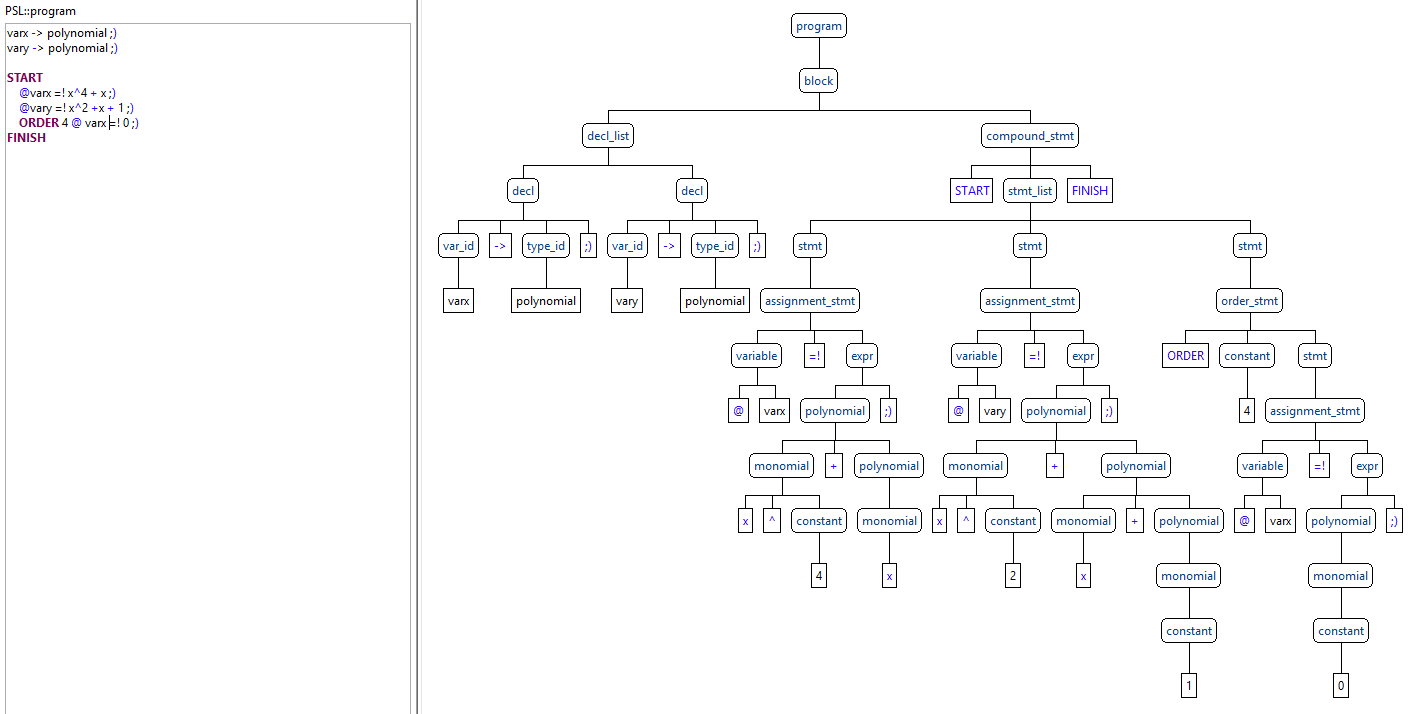 PSL::program
varx -> polynomial ;)
vary -> polynomial ;)
START
@varx =! x^4 + x ;)
@vary =! x^2 +x + 1 ;)
ORDER 4 @ varx =! 0 ;)
FINISH
program
block
decl_list compound_stmt
decl decl START stmt_list FINISH
var_id -> type_id ;) var_id -> type_id ;) stmt stmt stmt
varx polynomial vary polynomial assignment_stmt assignment_stmt order_stmt
variable =! expr variable =! expr ORDER constant stmt
@ varx polynomial ;) @ vary polynomial ;) 4 assignment_stmt
monomial + polynomial monomial + polynomial variable =! expr
x ^ constant monomial x ^ constant monomial + polynomial @ varx polynomial ;)
4 x 2 x monomial monomial
constant constant
1 0